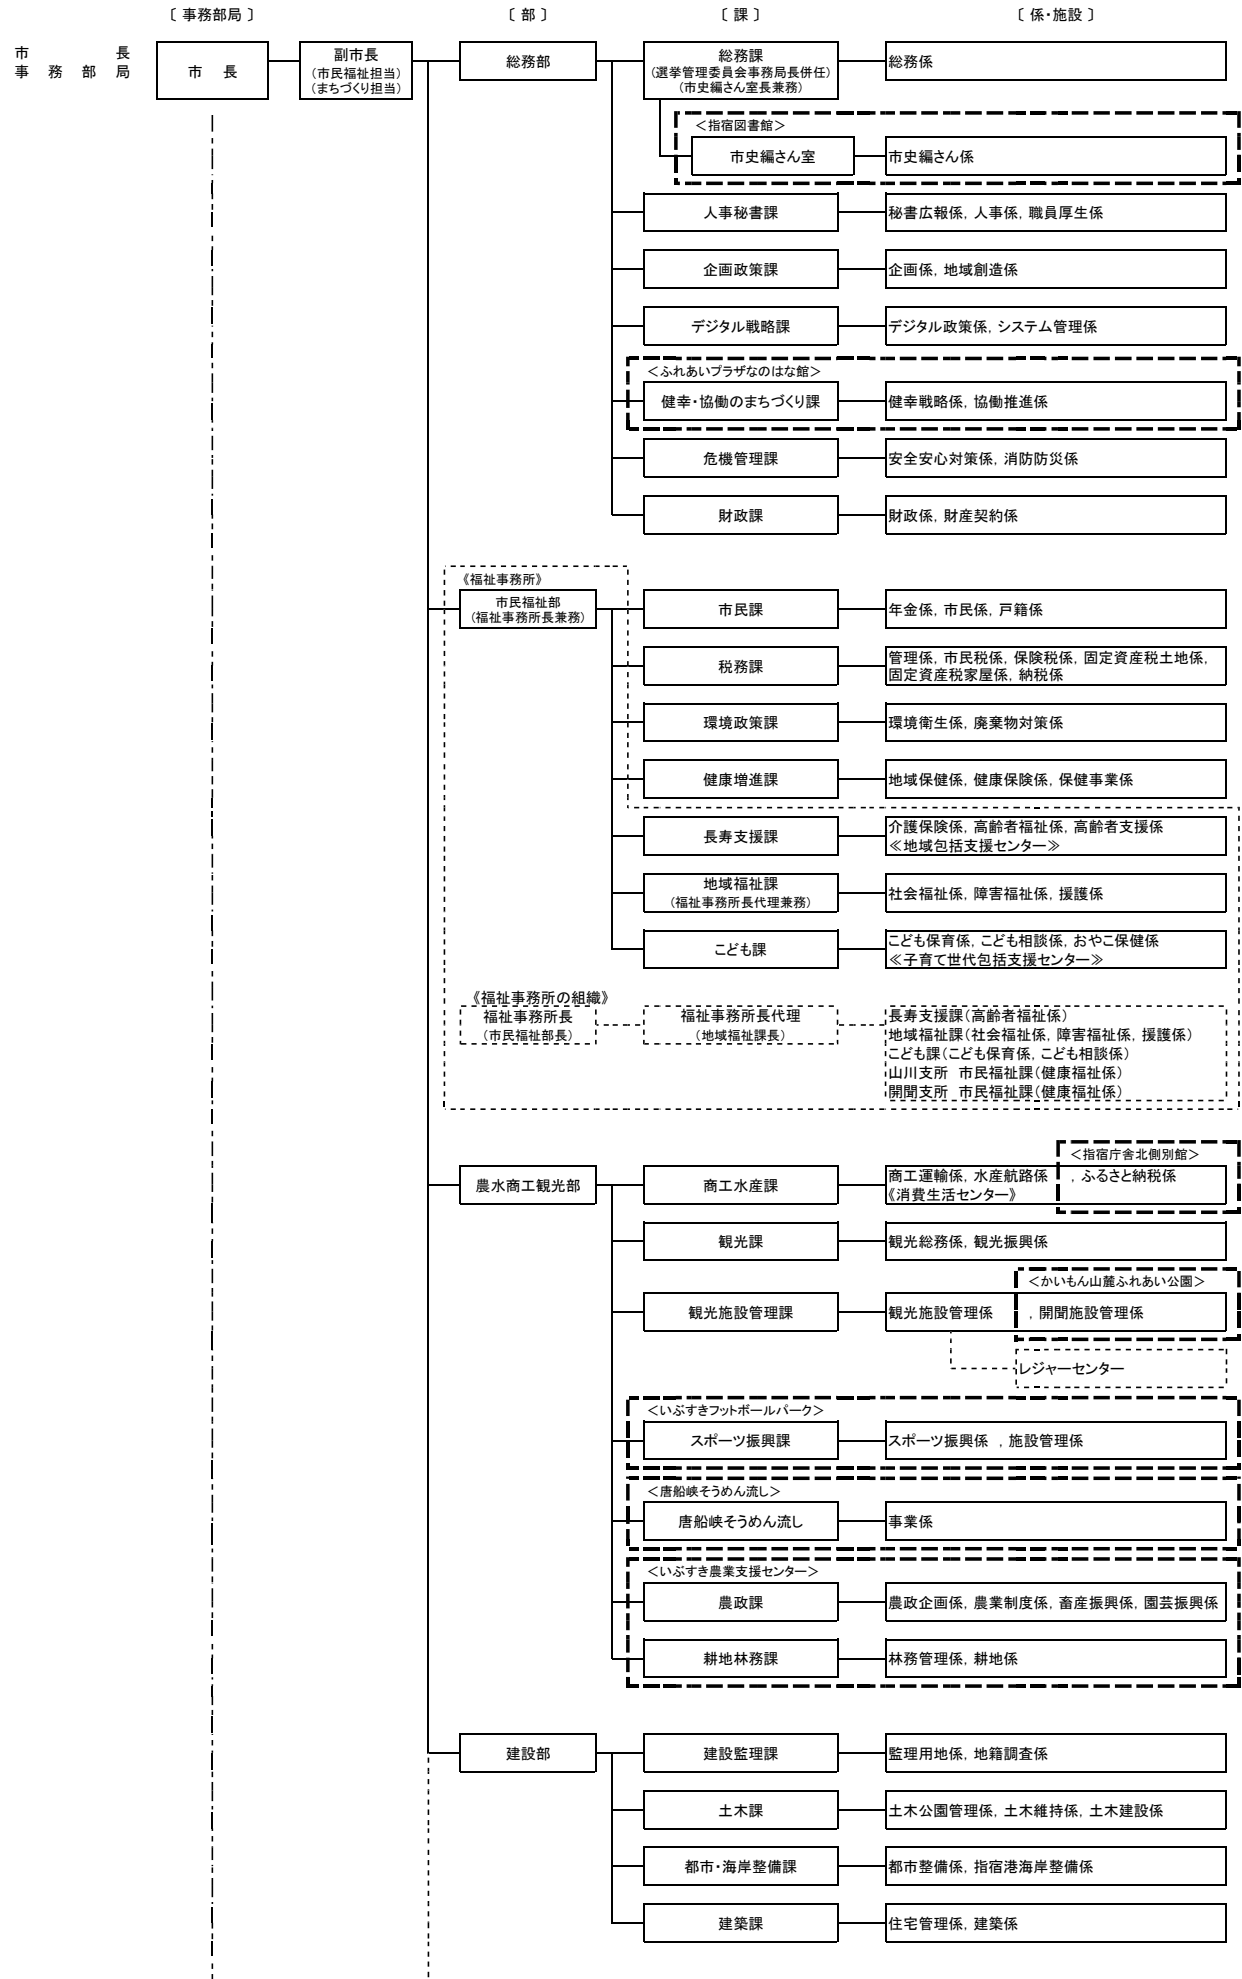 〔 事務部局 〕 〔 部 〕 〔 課 〕 〔 係・施設 〕
市長
事務部局
市 長
副市長
(市民福祉担当)
(まちづくり担当)
総務部
総務課
(選挙管理委員会事務局長併任)
(市史編さん室長兼務)
総務係
＜指宿図書館＞
市史編さん室
市史編さん係
人事秘書課
秘書広報係, 人事係, 職員厚生係
企画政策課
企画係, 地域創造係
デジタル戦略課
デジタル政策係, システム管理係
＜ふれあいプラザなのはな館＞
健幸・協働のまちづくり課
健幸戦略係, 協働推進係
危機管理課
安全安心対策係, 消防防災係
財政課
財政係, 財産契約係
《福祉事務所》
市民福祉部
(福祉事務所長兼務)
市民課
年金係, 市民係, 戸籍係
税務課
管理係, 市民税係, 保険税係, 固定資産税土地係,
固定資産税家屋係, 納税係
環境政策課
環境衛生係, 廃棄物対策係
健康増進課
地域保健係, 健康保険係, 保健事業係
長寿支援課
介護保険係, 高齢者福祉係, 高齢者支援係
≪地域包括支援センター≫
地域福祉課
(福祉事務所長代理兼務)
社会福祉係, 障害福祉係, 援護係
こども課
こども保育係, こども相談係, おやこ保健係
≪子育て世代包括支援センター≫
《福祉事務所の組織》
福祉事務所長
(市民福祉部長)
福祉事務所長代理
(地域福祉課長)
長寿支援課(高齢者福祉係)
地域福祉課(社会福祉係, 障害福祉係, 援護係)
こども課(こども保育係, こども相談係)
山川支所 市民福祉課(健康福祉係)
開聞支所 市民福祉課(健康福祉係)
＜指宿庁舎北側別館＞
農水商工観光部
商工水産課
商工運輸係, 水産航路係 , ふるさと納税係
《消費生活センター》
観光課
観光総務係, 観光振興係
＜かいもん山麓ふれあい公園＞
観光施設管理課
観光施設管理係 , 開聞施設管理係
レジャーセンター
＜いぶすきフットボールパーク＞
スポーツ振興課
スポーツ振興係 , 施設管理係
＜唐船峡そうめん流し＞
唐船峡そうめん流し
事業係
＜いぶすき農業支援センター＞
農政課
農政企画係, 農業制度係, 畜産振興係, 園芸振興係
耕地林務課
林務管理係, 耕地係
建設部
建設監理課
監理用地係, 地籍調査係
土木課
土木公園管理係, 土木維持係, 土木建設係
都市・海岸整備課
都市整備係, 指宿港海岸整備係
建築課
住宅管理係, 建築係